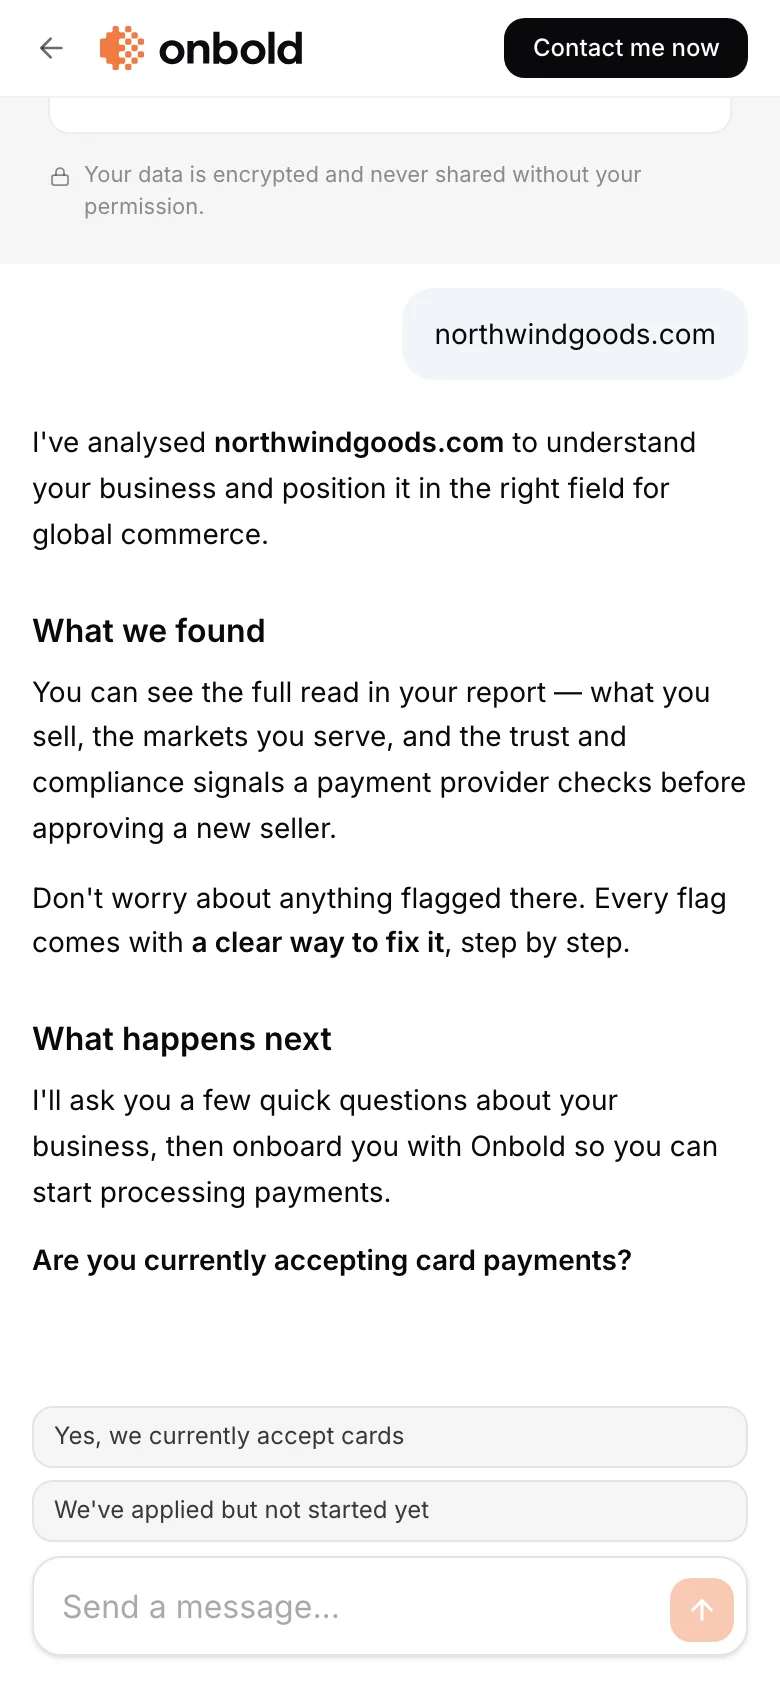 onbold
Contact me now
Your data is encrypted and never shared without your
permission.
northwindgoods.com
I've analysed northwindgoods.com to understand
your business and position it in the right field for
global commerce.
What we found
You can see the full read in your report — what you
sell, the markets you serve, and the trust and
compliance signals a payment provider checks before
approving a new seller.
Don't worry about anything flagged there. Every flag
comes with a clear way to fix it, step by step.
What happens next
I'll ask you a few quick questions about your
business, then onboard you with Onbold so you can
start processing payments.
Are you currently accepting card payments?
Yes, we currently accept cards
We've applied but not started yet
Send a message...